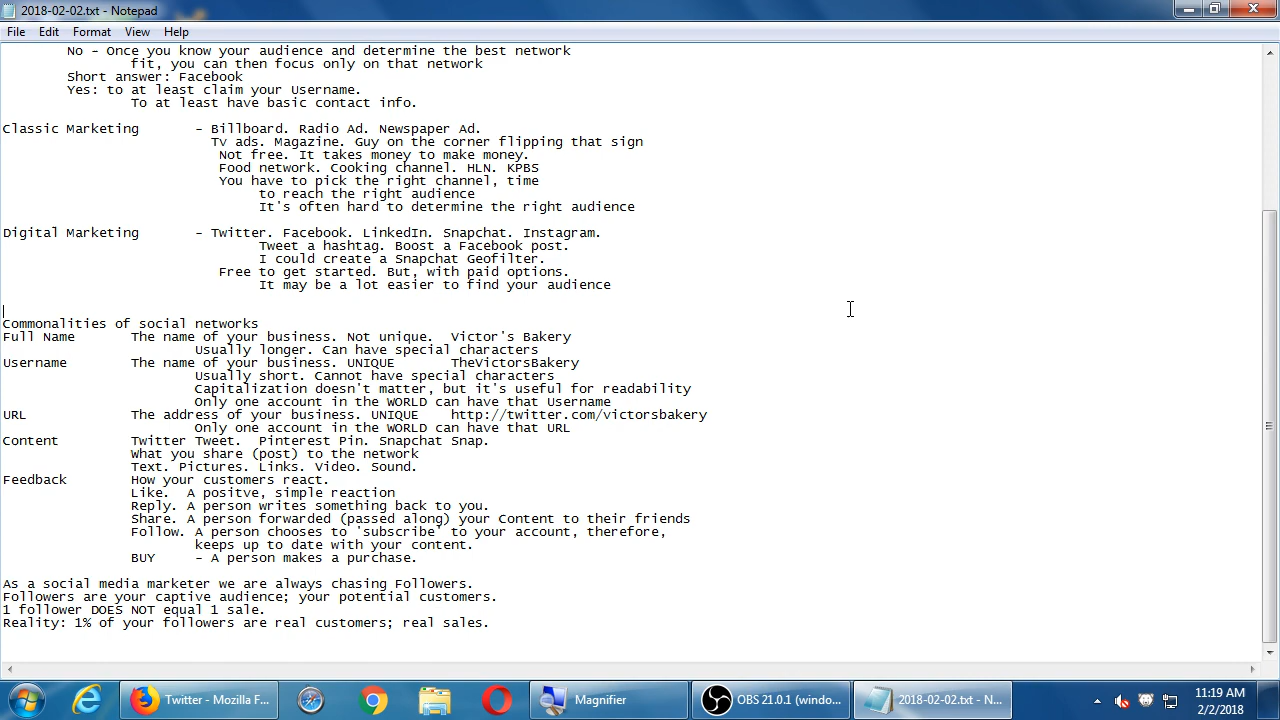 2018-02-02.txt - Notepad
File Edit Format View Help
No - Once you know your audience and determine the best network
fit, you can then focus only on that network
Short answer: Facebook
Yes: to at least claim your Username.
To at least have basic contact info.
Classic Marketing - Billboard. Radio Ad. Newspaper Ad.
Tv ads. Magazine. Guy on the corner flipping that sign
Not free. It takes money to make money.
Food network. Cooking channel. HLN. KPBS
You have to pick the right channel, time
to reach the right audience
It's often hard to determine the right audience
Digital Marketing - Twitter. Facebook. LinkedIn. Snapchat. Instagram.
Tweet a hashtag. Boost a Facebook post.
I could create a Snapchat Geofilter.
Free to get started. But, with paid options.
It may be a lot easier to find your audience
Commonalities of social networks
Full Name The name of your business. Not unique. Victor's Bakery
Usually longer. Can have special characters
Username The name of your business. UNIQUE TheVictorsBakery
Usually short. Cannot have special characters
Capitalization doesn't matter, but it's useful for readability
Only one account in the WORLD can have that Username
URL The address of your business. UNIQUE http://twitter.com/victorsbakery
Only one account in the WORLD can have that URL
Content Twitter Tweet. Pinterest Pin. Snapchat Snap.
What you share (post) to the network
Text. Pictures. Links. Video. Sound.
Feedback How your customers react.
Like. A positve, simple reaction
Reply. A person writes something back to you.
Share. A person forwarded (passed along) your Content to their friends
Follow. A person chooses to 'subscribe' to your account, therefore,
keeps up to date with your content.
BUY - A person makes a purchase.
As a social media marketer we are always chasing Followers.
Followers are your captive audience; your potential customers.
1 follower DOES NOT equal 1 sale.
Reality: 1% of your followers are real customers; real sales.
Twitter - Mozilla F... Magnifier OBS 21.0.1 (windo... 2018-02-02.txt - N... 11:19 AM
2/2/2018